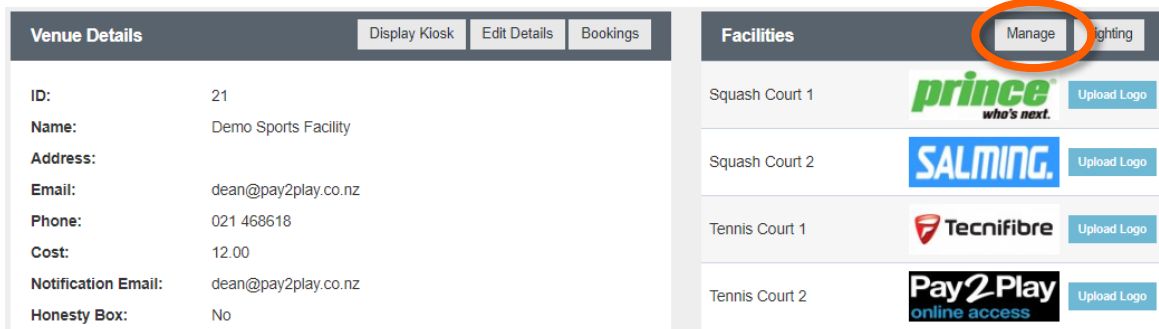 Venue Details
Display Kiosk
Edit Details
Bookings
ID: 21
Name: Demo Sports Facility
Address:
Email: dean@pay2play.co.nz
Phone: 021 468618
Cost: 12.00
Notification Email: dean@pay2play.co.nz
Honesty Box: No
Facilities
Manage
ighting
Squash Court 1
prince
who's next.
Upload Logo
Squash Court 2
SALMING.
Upload Logo
Tennis Court 1
Tecnifibre
Upload Logo
Tennis Court 2
Pay2Play
online access
Upload Logo